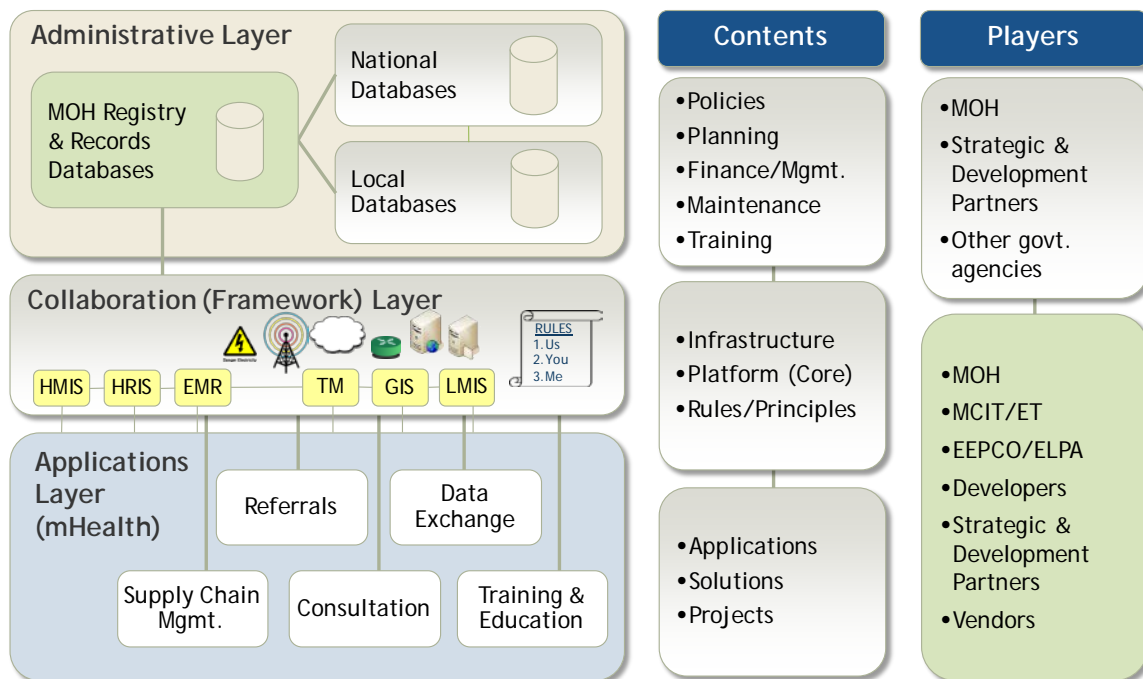 Administrative Layer
MOH Registry
& Records
Databases
National
Databases
Local
Databases
Collaboration (Framework) Layer
Danger Electricity
RULES
1. Us
2. You
3. Me
HMIS
HRIS
EMR
TM
GIS
LMIS
Applications
Layer
(mHealth)
Referrals
Data
Exchange
Supply Chain
Mgmt.
Consultation
Training &
Education
Contents
•Policies
•Planning
•Finance/Mgmt.
•Maintenance
•Training
•Infrastructure
•Platform (Core)
•Rules/Principles
•Applications
•Solutions
•Projects
Players
•MOH
•Strategic &
Development
Partners
•Other govt.
agencies
•MOH
•MCIT/ET
•EEPCO/ELPA
•Developers
•Strategic &
Development
Partners
•Vendors